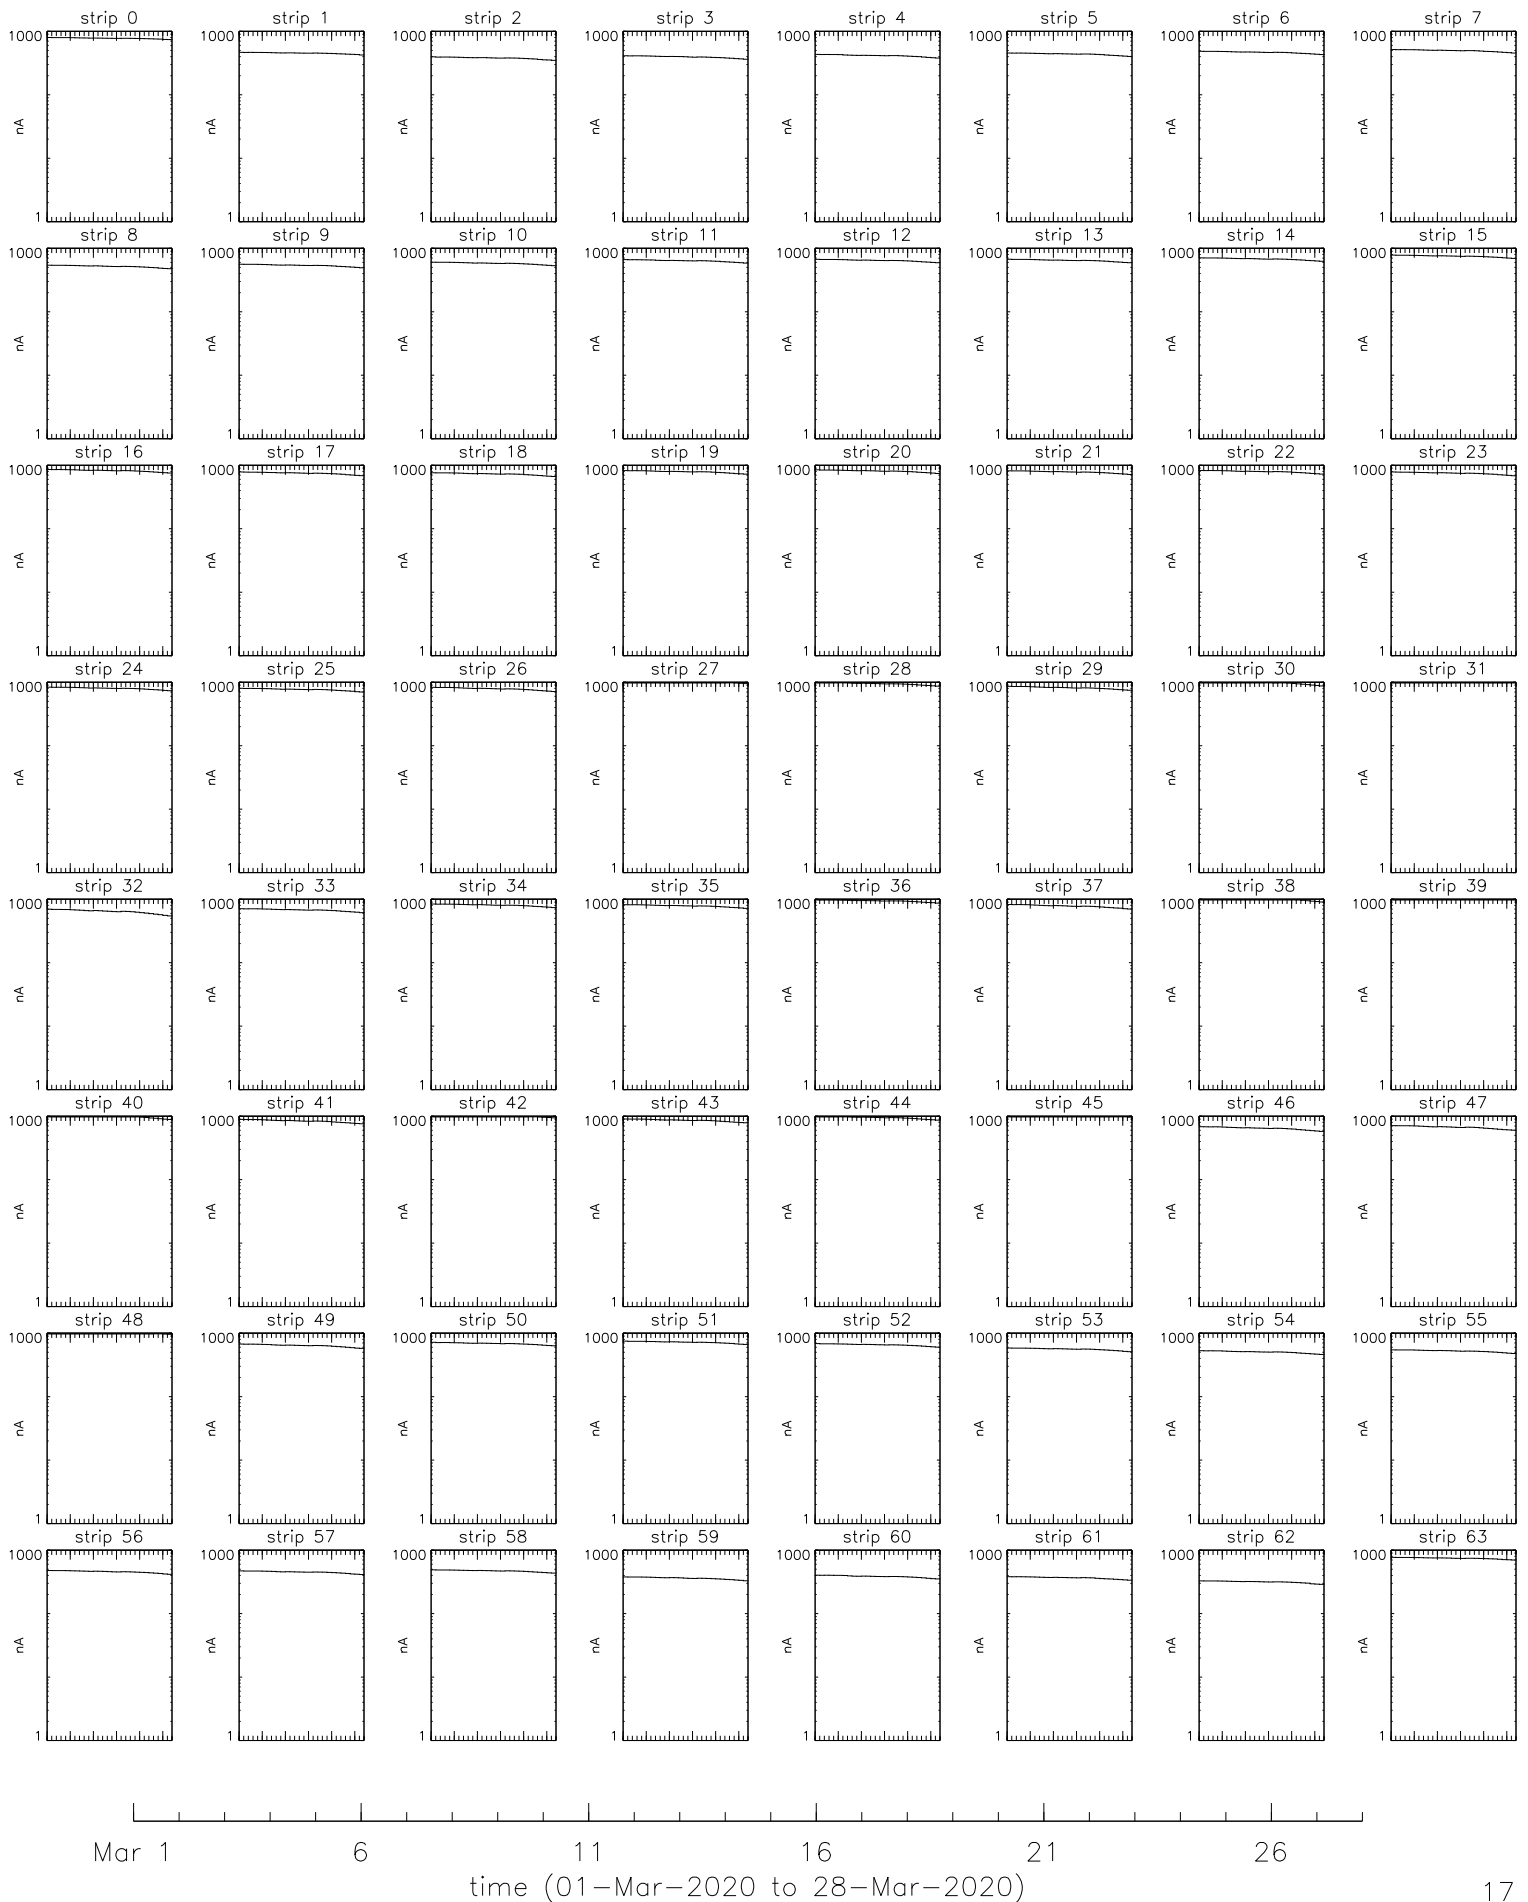 strip 0 strip 1 strip 2 strip 3 strip 4 strip 5 strip 6 strip 7
1000 1000 1000 1000 1000 1000 1000 1000
nA nA nA nA nA nA nA nA
1 1 1 1 1 1 1 1
strip 8 strip 9 strip 10 strip 11 strip 12 strip 13 strip 14 strip 15
1000 1000 1000 1000 1000 1000 1000 1000
nA nA nA nA nA nA nA nA
1 1 1 1 1 1 1 1
strip 16 strip 17 strip 18 strip 19 strip 20 strip 21 strip 22 strip 23
1000 1000 1000 1000 1000 1000 1000 1000
nA nA nA nA nA nA nA nA
1 1 1 1 1 1 1 1
strip 24 strip 25 strip 26 strip 27 strip 28 strip 29 strip 30 strip 31
1000 1000 1000 1000 1000 1000 1000 1000
nA nA nA nA nA nA nA nA
1 1 1 1 1 1 1 1
strip 32 strip 33 strip 34 strip 35 strip 36 strip 37 strip 38 strip 39
1000 1000 1000 1000 1000 1000 1000 1000
nA nA nA nA nA nA nA nA
1 1 1 1 1 1 1 1
strip 40 strip 41 strip 42 strip 43 strip 44 strip 45 strip 46 strip 47
1000 1000 1000 1000 1000 1000 1000 1000
nA nA nA nA nA nA nA nA
1 1 1 1 1 1 1 1
strip 48 strip 49 strip 50 strip 51 strip 52 strip 53 strip 54 strip 55
1000 1000 1000 1000 1000 1000 1000 1000
nA nA nA nA nA nA nA nA
1 1 1 1 1 1 1 1
strip 56 strip 57 strip 58 strip 59 strip 60 strip 61 strip 62 strip 63
1000 1000 1000 1000 1000 1000 1000 1000
nA nA nA nA nA nA nA nA
1 1 1 1 1 1 1 1
Mar 1 6 11 16 21 26
time (01-Mar-2020 to 28-Mar-2020)
17